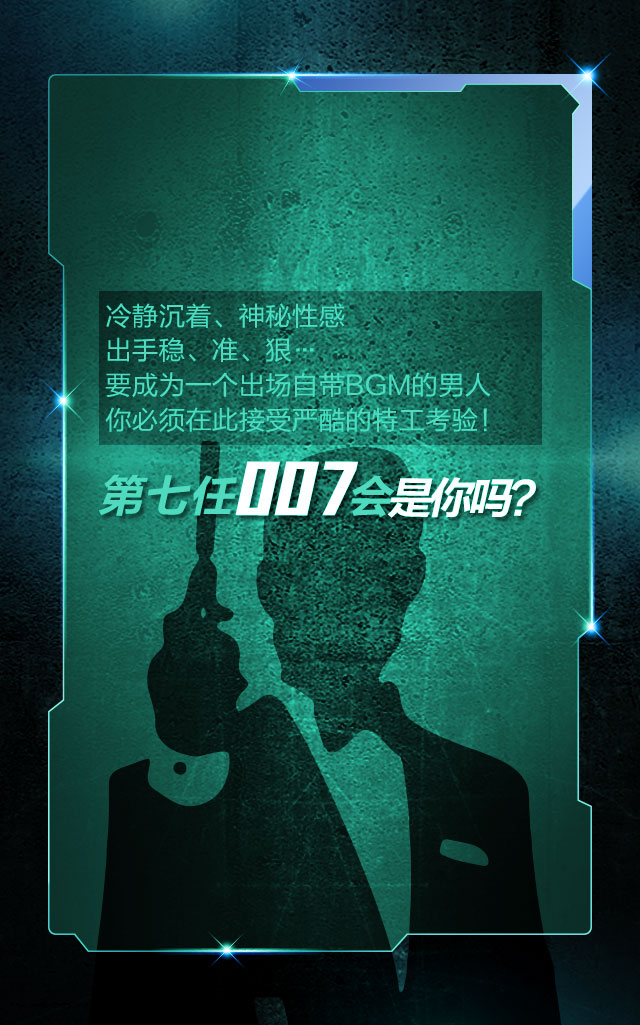 冷静沉着、神秘性感
出手稳、准、狠…
要成为一个出场自带BGM的男人
你必须在此接受严酷的特工考验！
第七任007会是你吗?